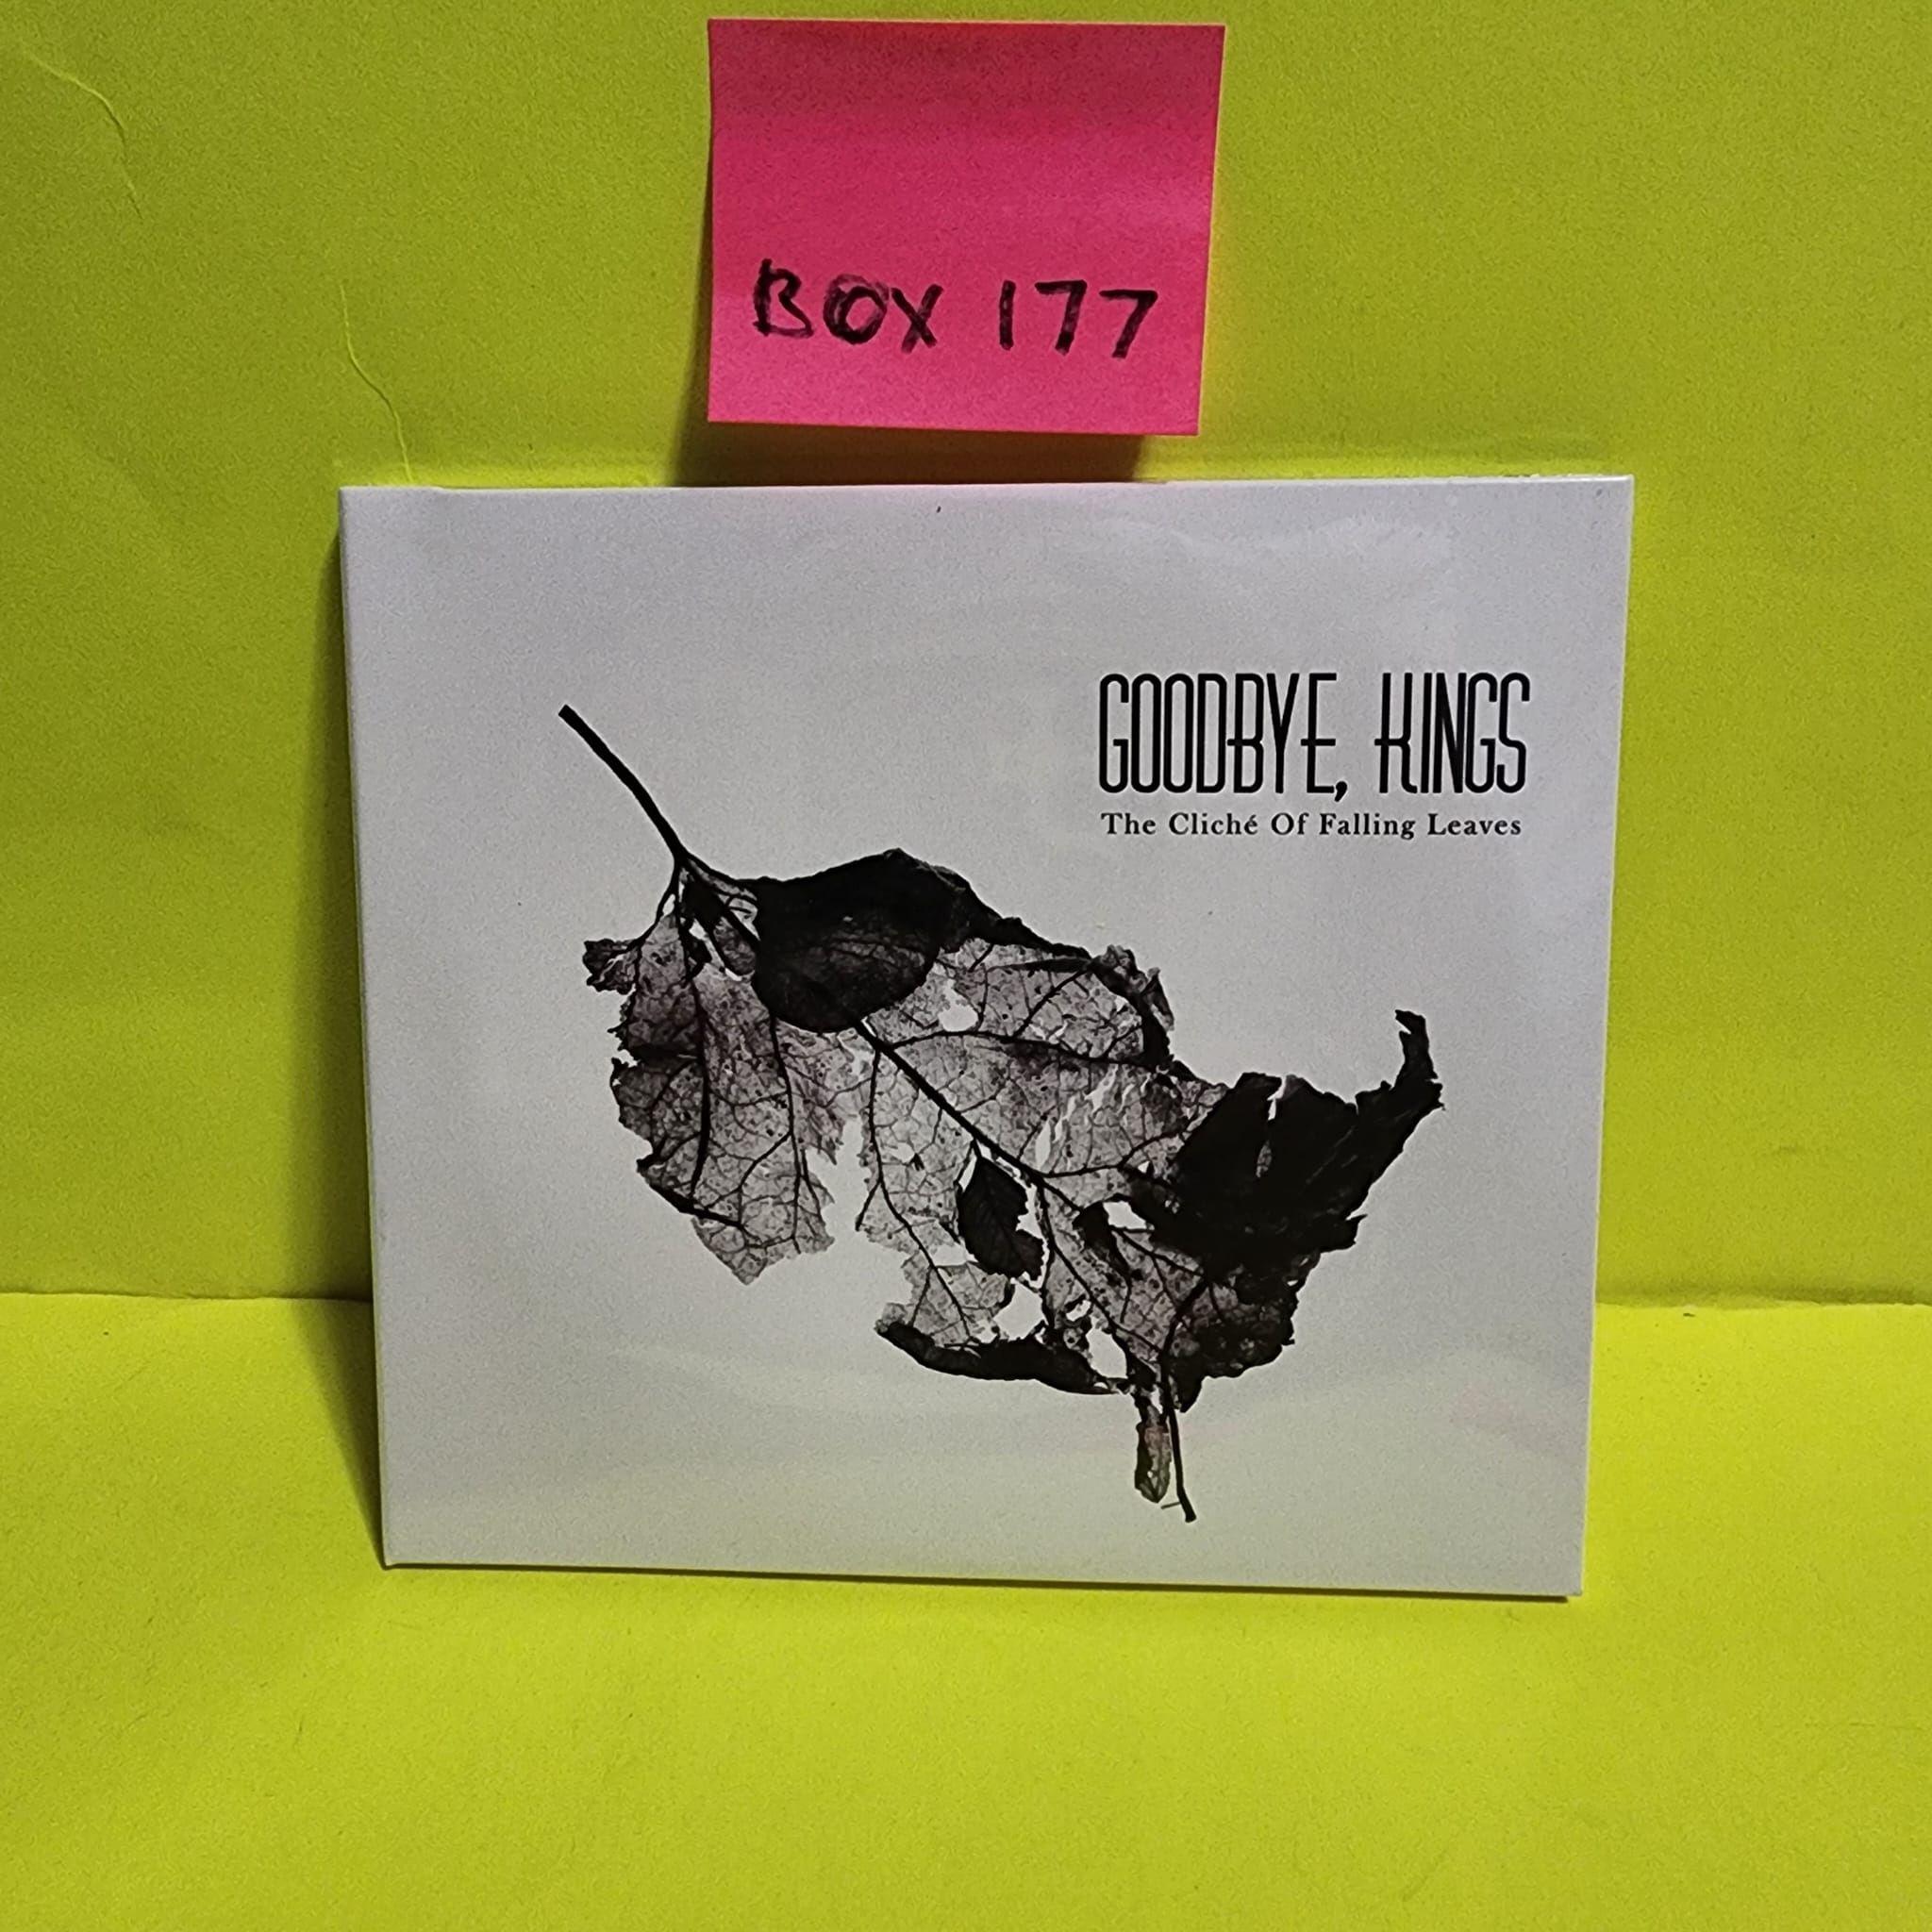 BOX 177
GOODBYE, KINGS
The Cliché Of Falling Leaves